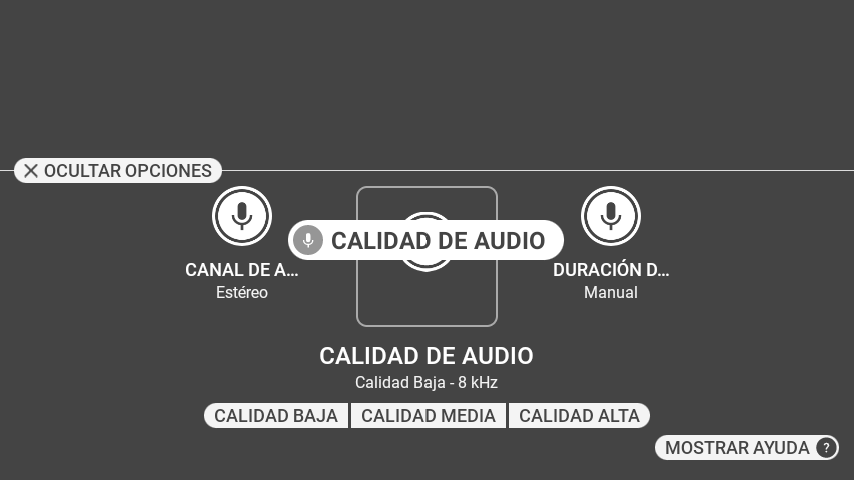 OCULTAR OPCIONES
CALIDAD DE AUDIO
CANAL DE A...
Estéreo
DURACIÓN D...
Manual
CALIDAD DE AUDIO
Calidad Baja - 8 kHz
CALIDAD BAJA
CALIDAD MEDIA
CALIDAD ALTA
MOSTRAR AYUDA ?